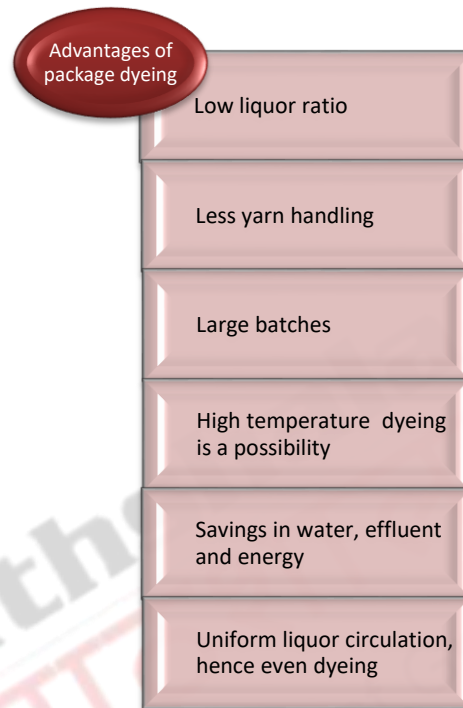 Advantages of
package dyeing
Low liquor ratio
Less yarn handling
Large batches
High temperature dyeing
is a possibility
Savings in water, effluent
and energy
Uniform liquor circulation,
hence even dyeing